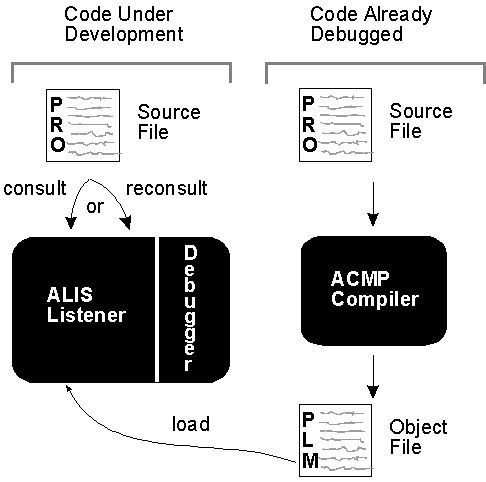 Code Under
Development
Code Already
Debugged
PRO
Source
File
PRO
Source
File
consult
or
reconsult
ALIS
Listener
Debugger
ACMP
Compiler
load
PLM
Object
File